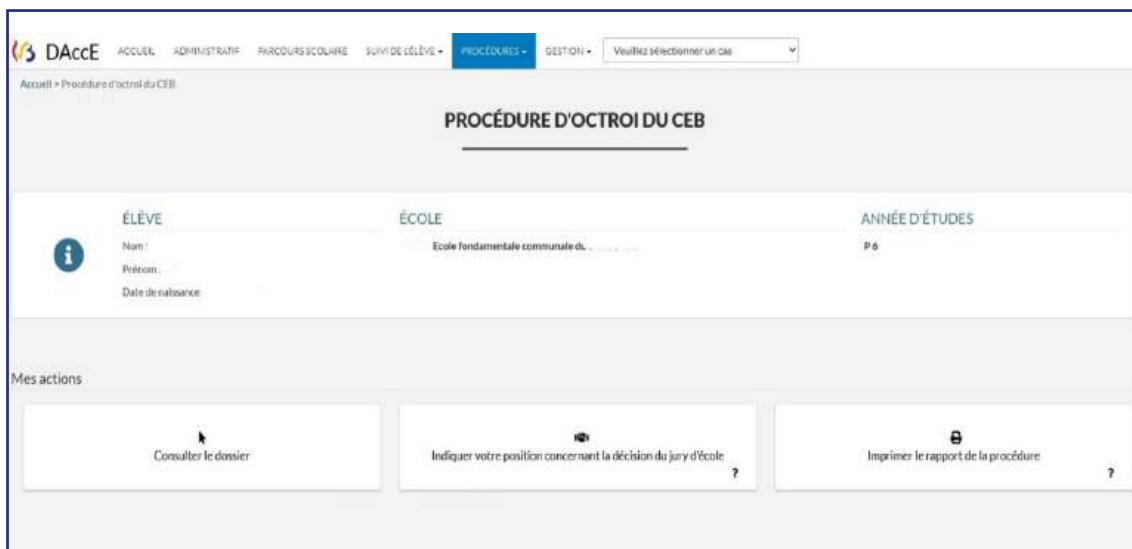 DAccE ACCUEIL ADMINISTRATIF PARCOURS SCOLAIRE SUIVI DE L'ÉLÈVE PROCÉDURES GESTION Veuillez sélectionner un cas
Accueil > Procédure d'octroi du CEB
PROCÉDURE D'OCTROI DU CEB
ÉLÈVE ÉCOLE ANNÉE D'ÉTUDES
Nom : Ecole fondamentale communale P 6
Prénom :
Date de naissance
Mes actions
Consulter le dossier Indiquer votre position concernant la décision du jury d'école ? Imprimer le rapport de la procédure ?